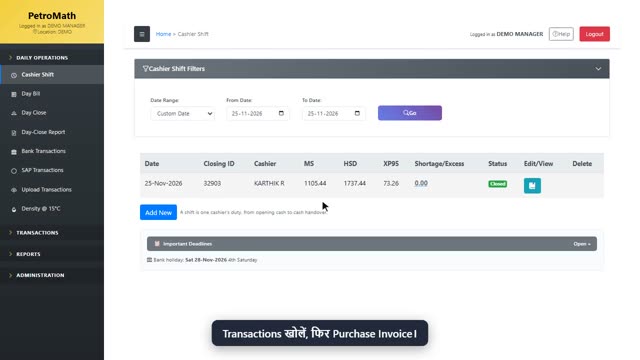 PetroMath
Logged in as DEMO MANAGER
Location: DEMO
DAILY OPERATIONS
Cashier Shift
Day Bill
Day Close
Day-Close Report
Bank Transactions
SAP Transactions
Upload Transactions
Density @ 15°C
TRANSACTIONS
REPORTS
ADMINISTRATION
Home > Cashier Shift
Logged in as DEMO MANAGER
Help
Logout
Cashier Shift Filters
Date Range: From Date: To Date:
Custom Date 25-11-2026 25-11-2026 Go
Date Closing ID Cashier MS HSD XP95 Shortage/Excess Status Edit/View Delete
25-Nov-2026 32903 KARTHIK R 1105.44 1737.44 73.26 0.00 Closed
Add New A shift is one cashier's duty, from opening cash to cash handover.
Important Deadlines Open »
Bank holiday: Sat 28-Nov-2026 4th Saturday
Transactions खोलें, फिर Purchase Invoice।